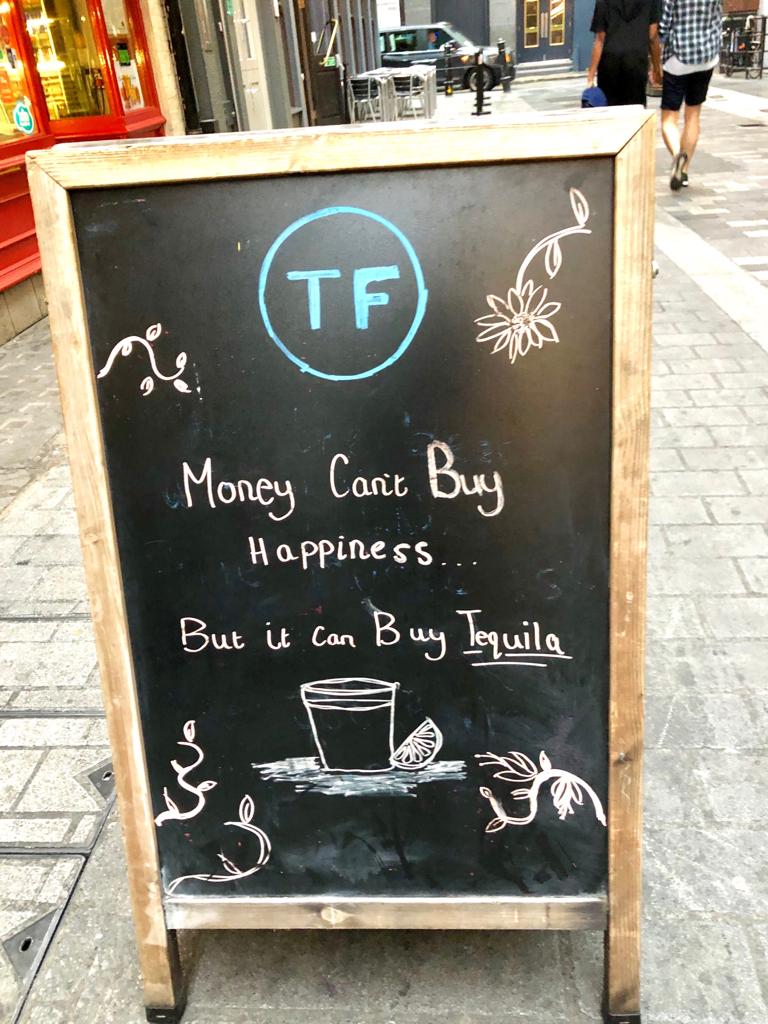 TF
Money Can't Buy
Happiness...
But it can Buy Tequila